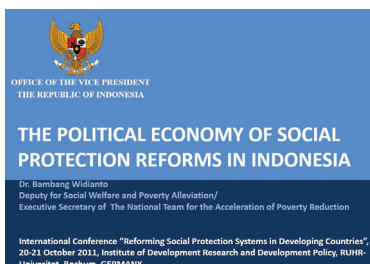 OFFICE OF THE VICE PRESIDENT
THE REPUBLIC OF INDONESIA
THE POLITICAL ECONOMY OF SOCIAL
PROTECTION REFORMS IN INDONESIA
Dr. Bambang Widianto
Deputy for Social Welfare and Poverty Alleviation/
Executive Secretary of The National Team for the Acceleration of Poverty Reduction
International Conference "Reforming Social Protection Systems in Developing Countries",
20-21 October 2011, Institute of Development Research and Development Policy, RUHR-
Universitet, Bochum, GERMANY